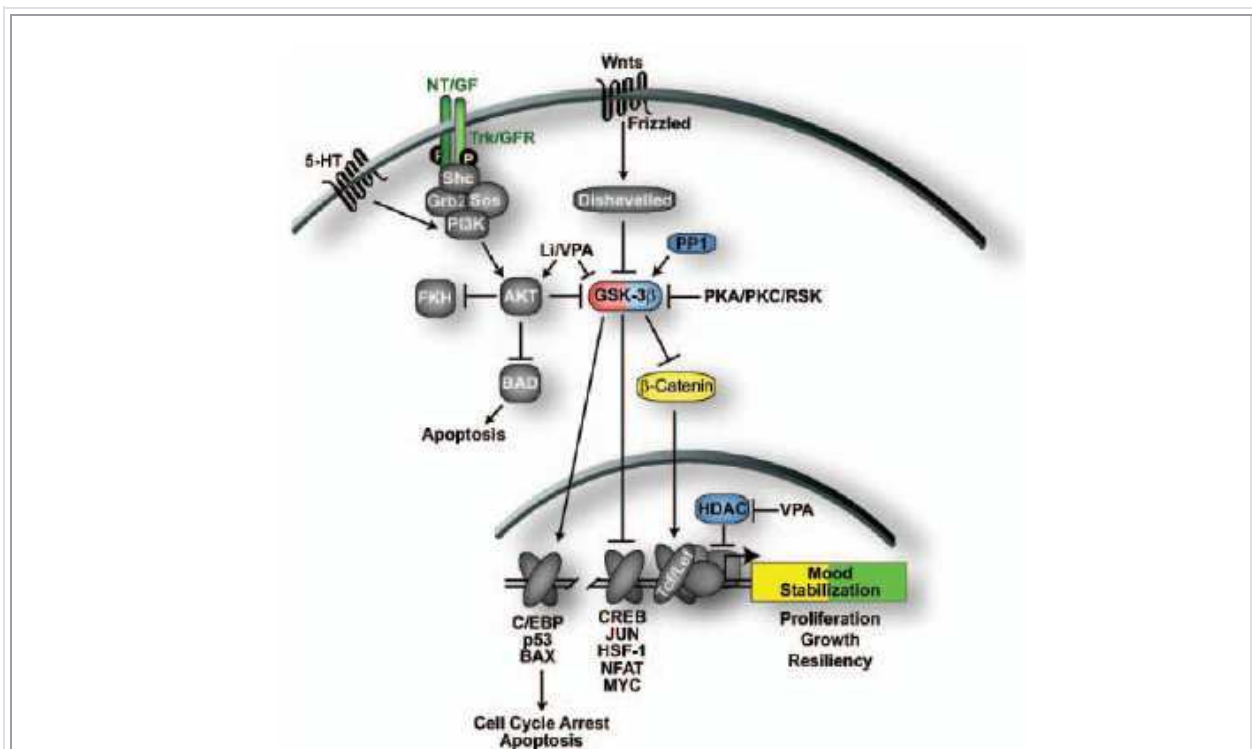 Wnts
NT/GF
Frizzled
Trk/GFR
5-HT
P
P
Shc
Grb2
Sos
PI3K
Dishevelled
Li/VPA
PP1
FKH
AKT
GSK-3β
PKA/PKC/RSK
BAD
β-Catenin
Apoptosis
HDAC
VPA
Tcf/Lef
Mood
Stabilization
C/EBP
p53
BAX
CREB
JUN
HSF-1
NFAT
MYC
Proliferation
Growth
Resiliency
Cell Cycle Arrest
Apoptosis